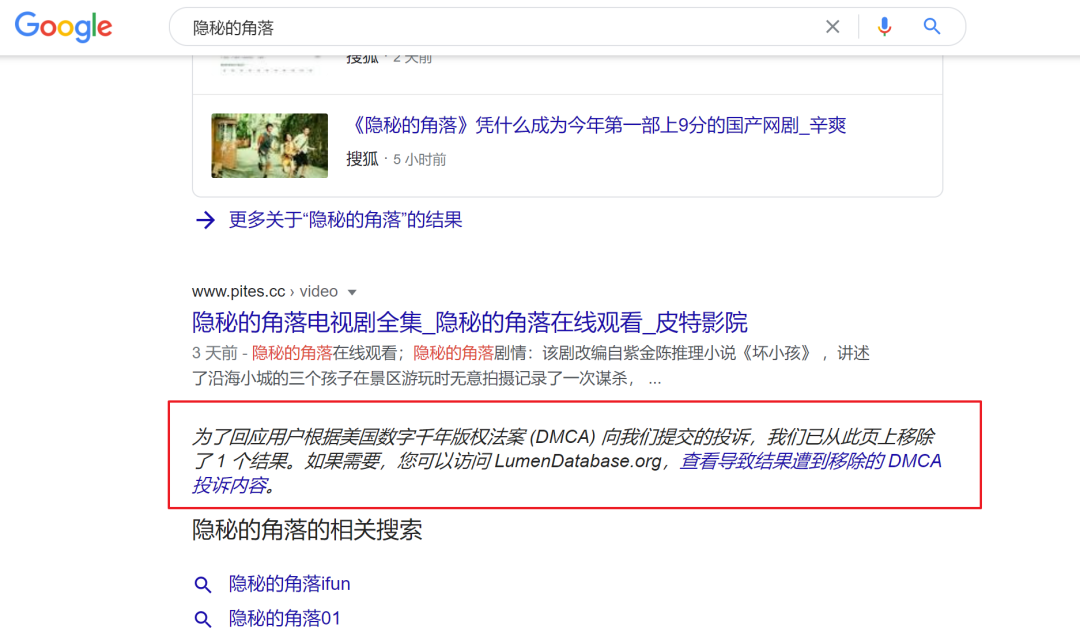 Google
隐秘的角落
搜狐 · 2 天前
《隐秘的角落》凭什么成为今年第一部上9分的国产网剧_辛爽
搜狐 · 5 小时前
更多关于“隐秘的角落”的结果
www.pites.cc › video
隐秘的角落电视剧全集_隐秘的角落在线观看_皮特影院
3 天前 - 隐秘的角落在线观看；隐秘的角落剧情：该剧改编自紫金陈推理小说《坏小孩》 ，讲述
了沿海小城的三个孩子在景区游玩时无意拍摄记录了一次谋杀， ...
为了回应用户根据美国数字千年版权法案 (DMCA) 向我们提交的投诉，我们已从此页上移除
了 1 个结果。如果需要，您可以访问 LumenDatabase.org，查看导致结果遭到移除的 DMCA
投诉内容。
隐秘的角落的相关搜索
隐秘的角落ifun
隐秘的角落01